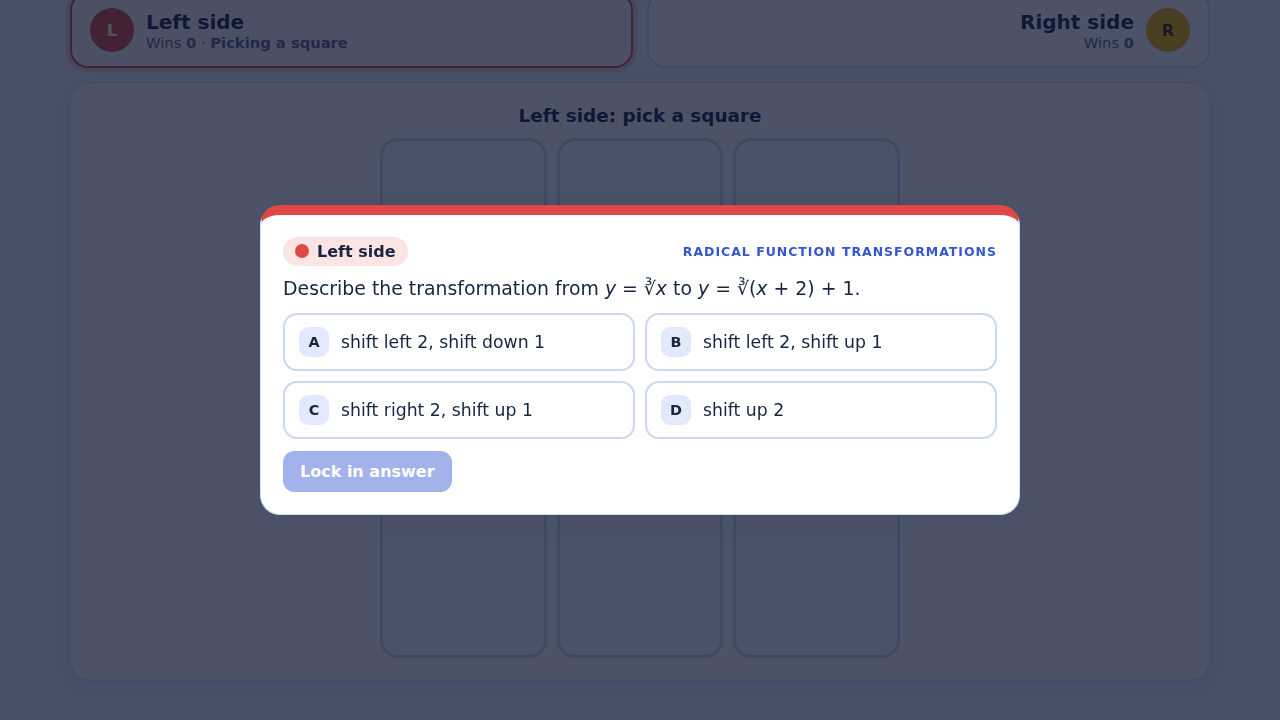 L
Left side
Wins 0 · Picking a square
Right side
Wins 0
R
Left side: pick a square
Left side
RADICAL FUNCTION TRANSFORMATIONS
Describe the transformation from y = ∛x to y = ∛(x + 2) + 1.
A shift left 2, shift down 1
B shift left 2, shift up 1
C shift right 2, shift up 1
D shift up 2
Lock in answer